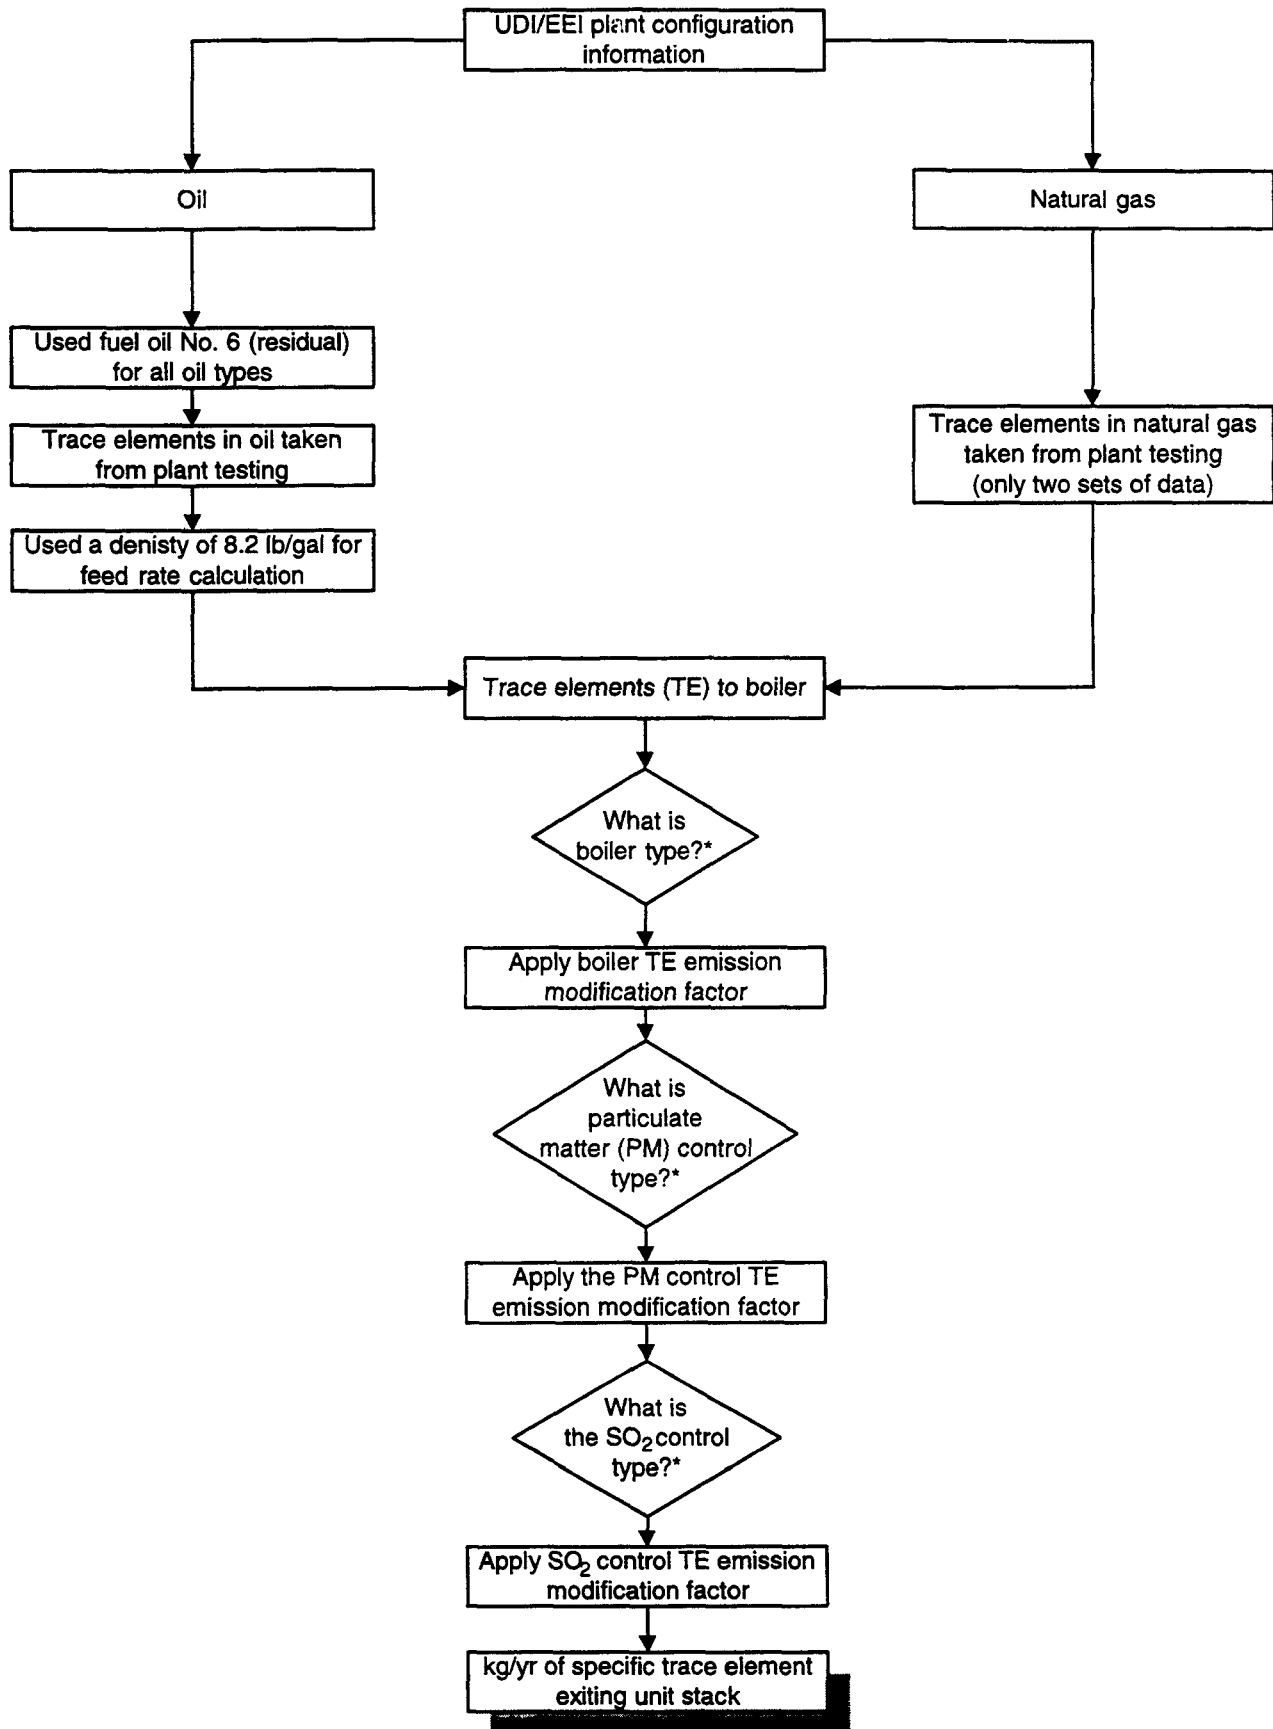 UDI/EEI plant configuration
information
Oil
Natural gas
Used fuel oil No. 6 (residual)
for all oil types
Trace elements in oil taken
from plant testing
Used a denisty of 8.2 lb/gal for
feed rate calculation
Trace elements in natural gas
taken from plant testing
(only two sets of data)
Trace elements (TE) to boiler
What is
boiler type?*
Apply boiler TE emission
modification factor
What is
particulate
matter (PM) control
type?*
Apply the PM control TE
emission modification factor
What is
the SO₂ control
type?*
Apply SO₂ control TE emission
modification factor
kg/yr of specific trace element
exiting unit stack